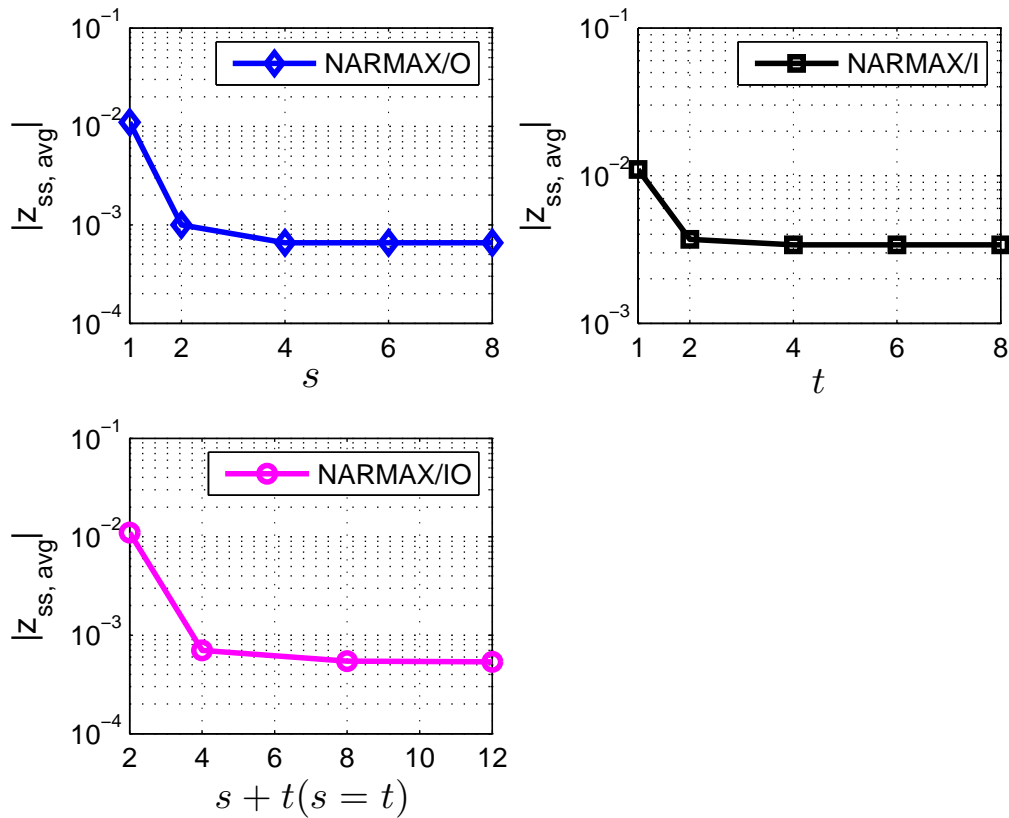 10⁻¹
10⁻²
10⁻³
10⁻⁴
|z_ss, avg|
NARMAX/O
1 2 4 6 8
s
10⁻¹
10⁻²
10⁻³
|z_ss, avg|
NARMAX/I
1 2 4 6 8
t
10⁻¹
10⁻²
10⁻³
10⁻⁴
|z_ss, avg|
NARMAX/IO
2 4 6 8 10 12
s + t(s = t)